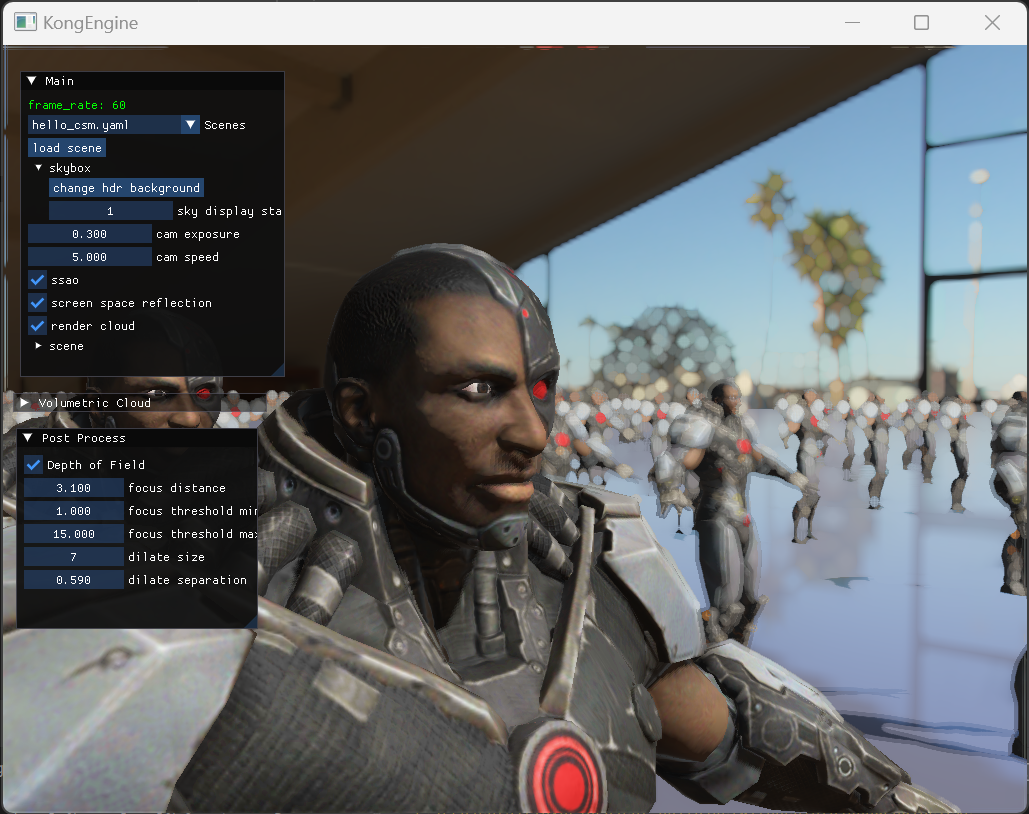 KongEngine
Main
frame_rate: 60
hello_csm.yaml Scenes
load scene
skybox
change hdr background
1 sky display sta
0.300 cam exposure
5.000 cam speed
ssao
screen space reflection
render cloud
scene
Volumetric Cloud
Post Process
Depth of Field
3.100 focus distance
1.000 focus threshold min
15.000 focus threshold max
7 dilate size
0.590 dilate separation